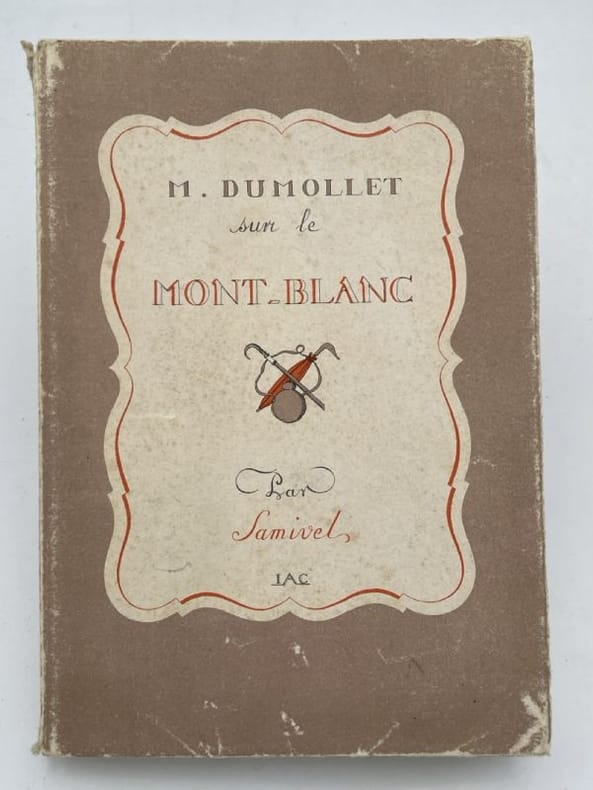 M. DUMOLLET
sur le
MONT-BLANC
Par
Samivel
IAC